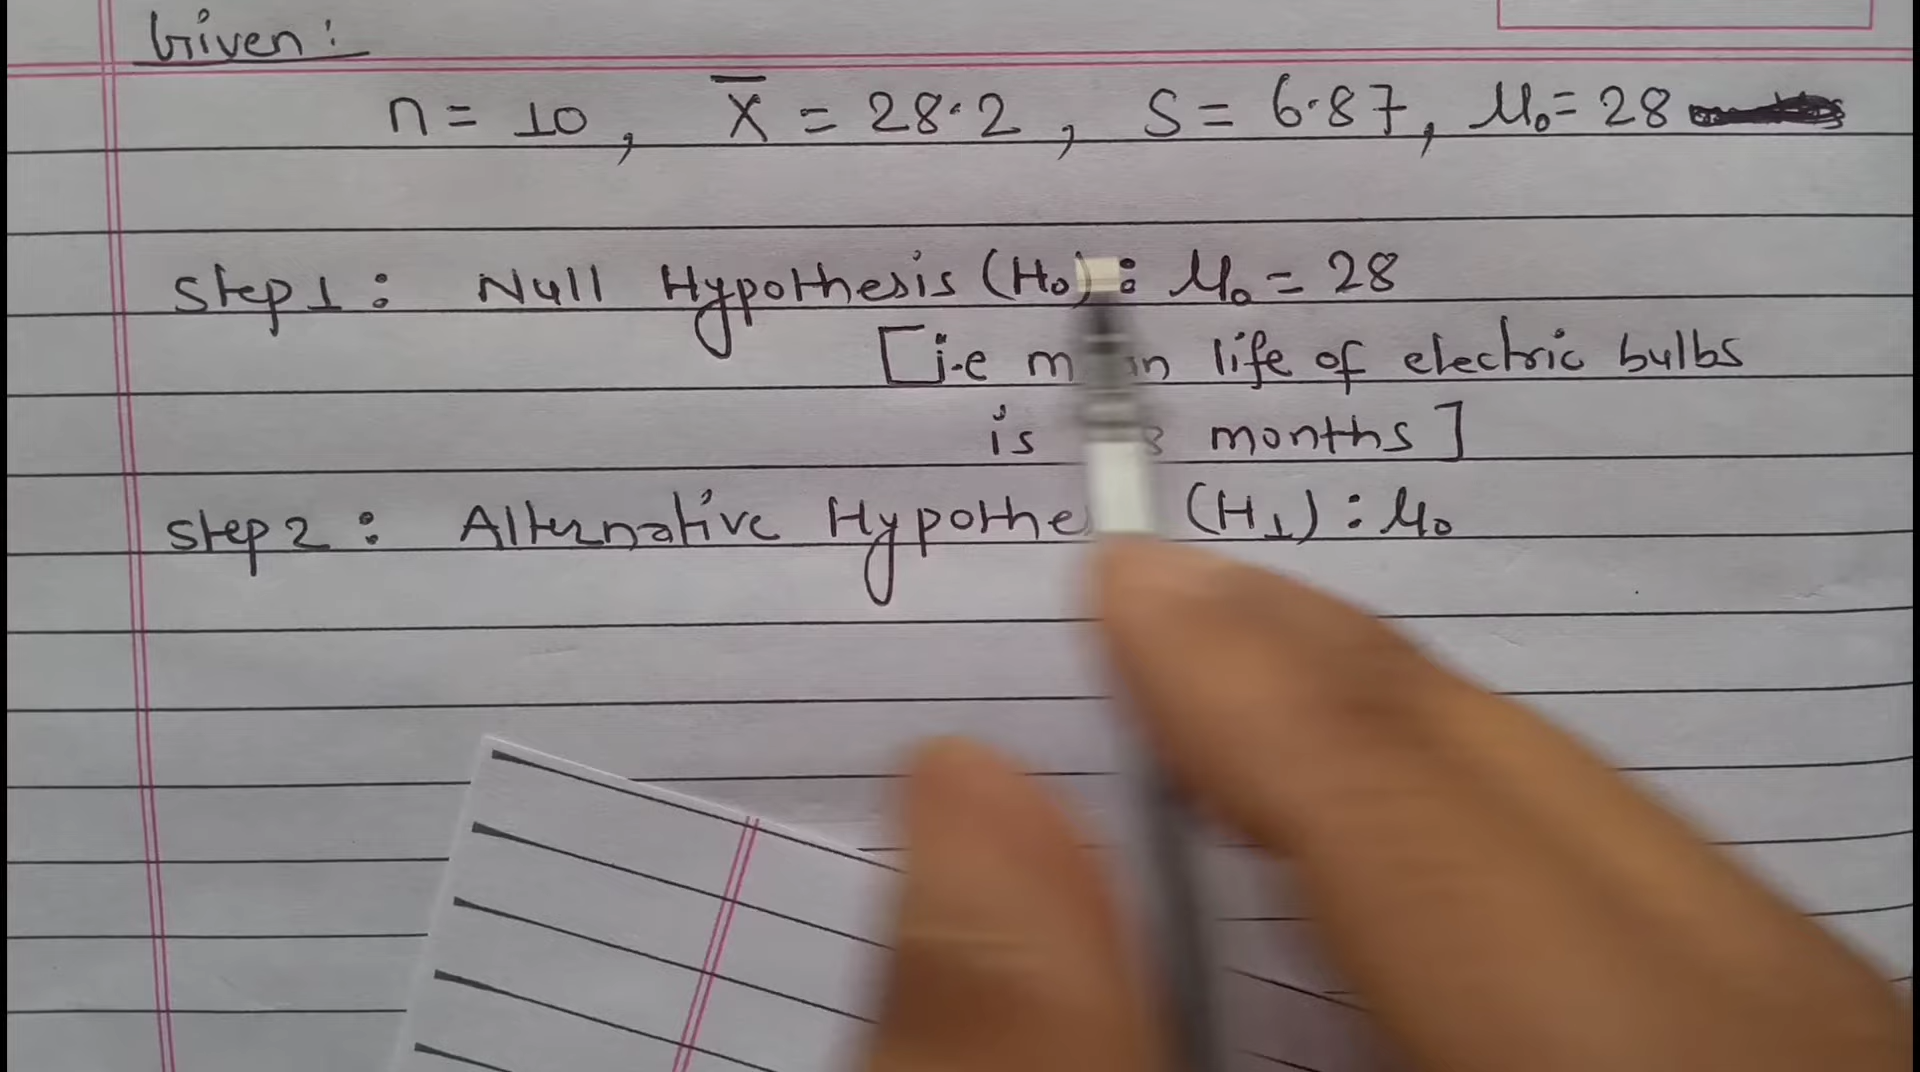 Given:
n = 10, X̄ = 28.2, S = 6.87, μ₀ = 28
Step 1: Null Hypothesis (H₀): μ₀ = 28
[i.e life of electric bulbs
is months]
Step 2: Alternative (H₁): μ₀